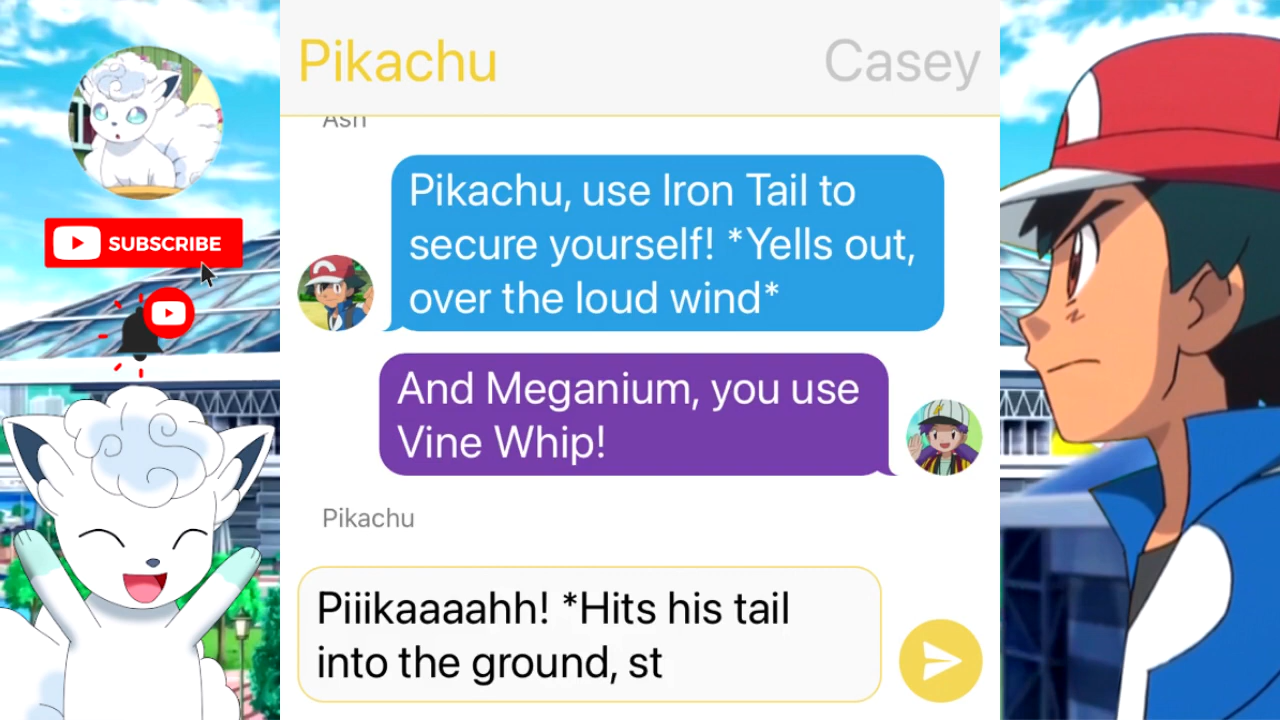 Pikachu
Casey
Ash
SUBSCRIBE
Pikachu, use Iron Tail to
secure yourself! *Yells out,
over the loud wind*
And Meganium, you use
Vine Whip!
Pikachu
Piiikaaaahh! *Hits his tail
into the ground, st